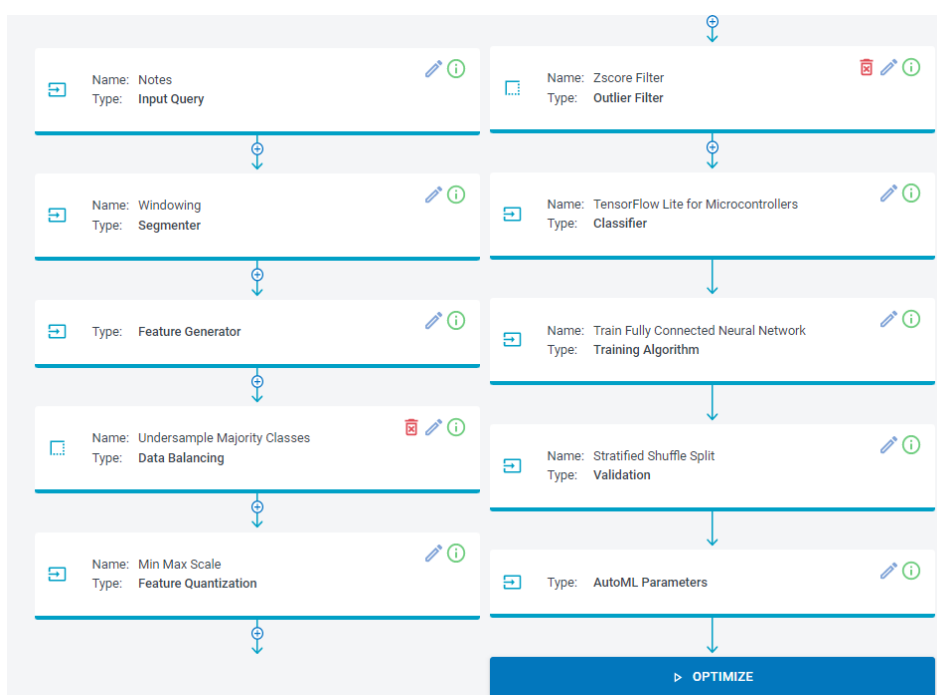 Name: Notes
Type: Input Query
Name: Windowing
Type: Segmenter
Type: Feature Generator
Name: Undersample Majority Classes
Type: Data Balancing
Name: Min Max Scale
Type: Feature Quantization
Name: Zscore Filter
Type: Outlier Filter
Name: TensorFlow Lite for Microcontrollers
Type: Classifier
Name: Train Fully Connected Neural Network
Type: Training Algorithm
Name: Stratified Shuffle Split
Type: Validation
Type: AutoML Parameters
OPTIMIZE